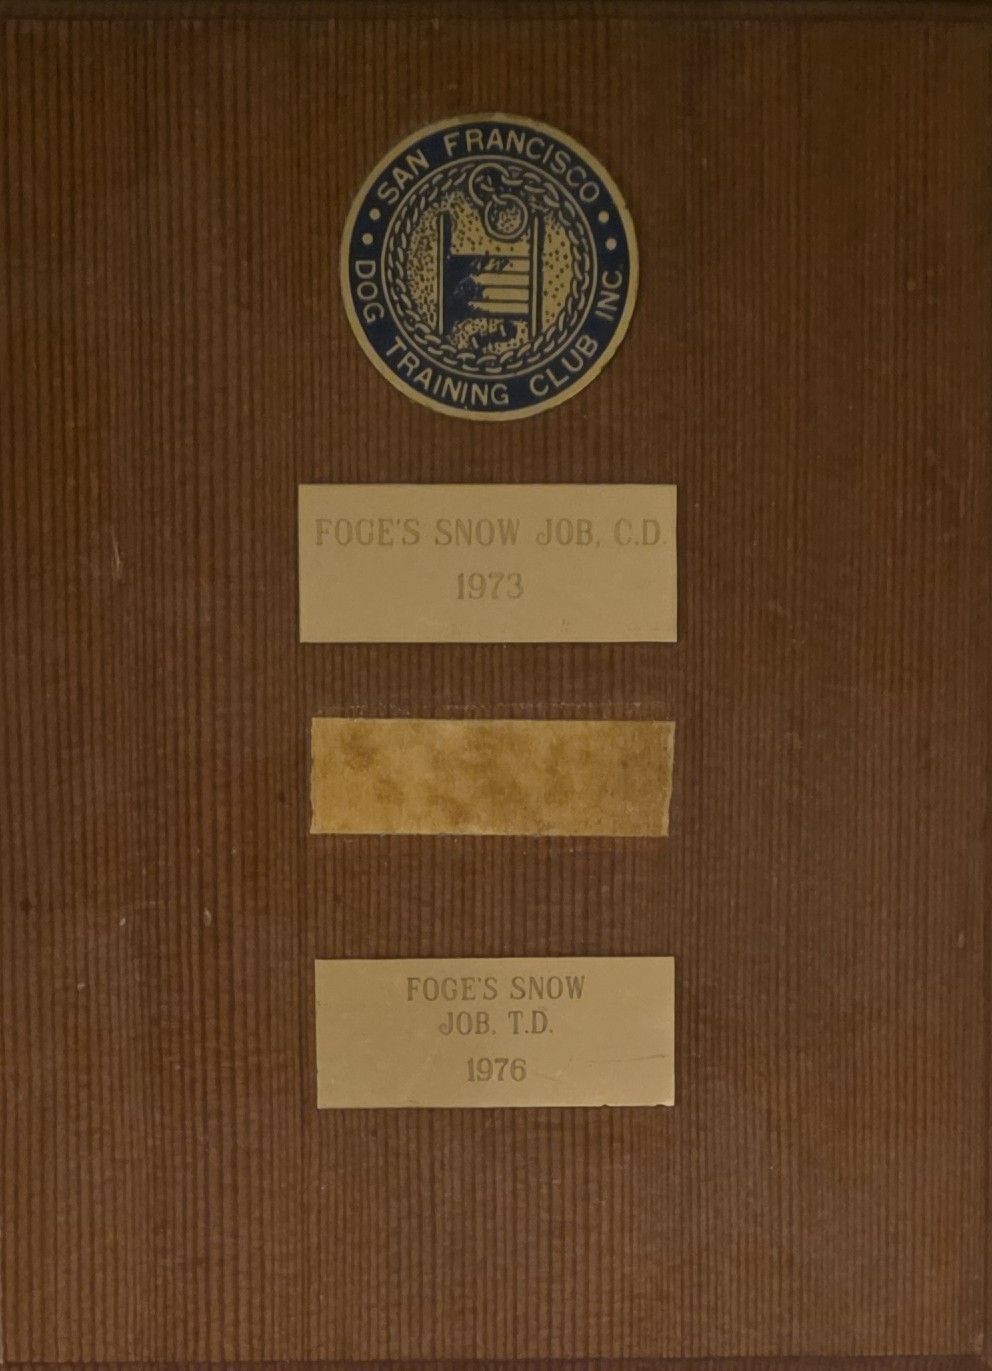 SAN FRANCISCO
DOG TRAINING CLUB INC.
FOGE'S SNOW JOB, C.D.
1973
FOGE'S SNOW
JOB. T.D.
1976